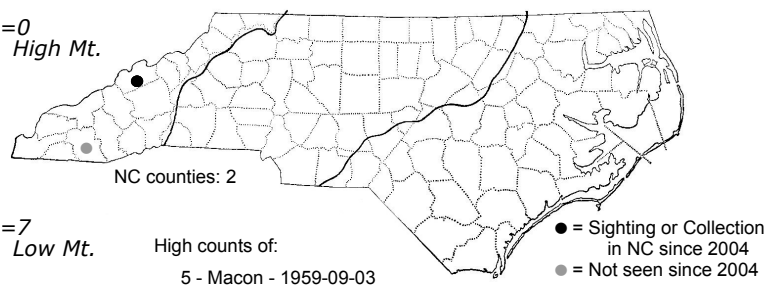 =0
High Mt.
NC counties: 2
=7
Low Mt.
High counts of:
5 - Macon - 1959-09-03
● = Sighting or Collection
in NC since 2004
● = Not seen since 2004